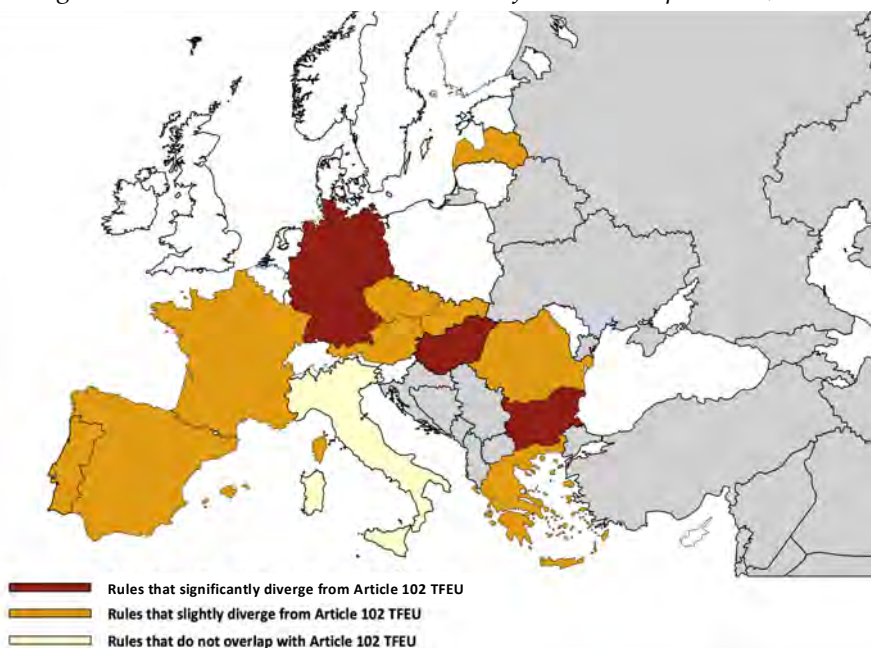 Rules that significantly diverge from Article 102 TFEU
Rules that slightly diverge from Article 102 TFEU
Rules that do not overlap with Article 102 TFEU